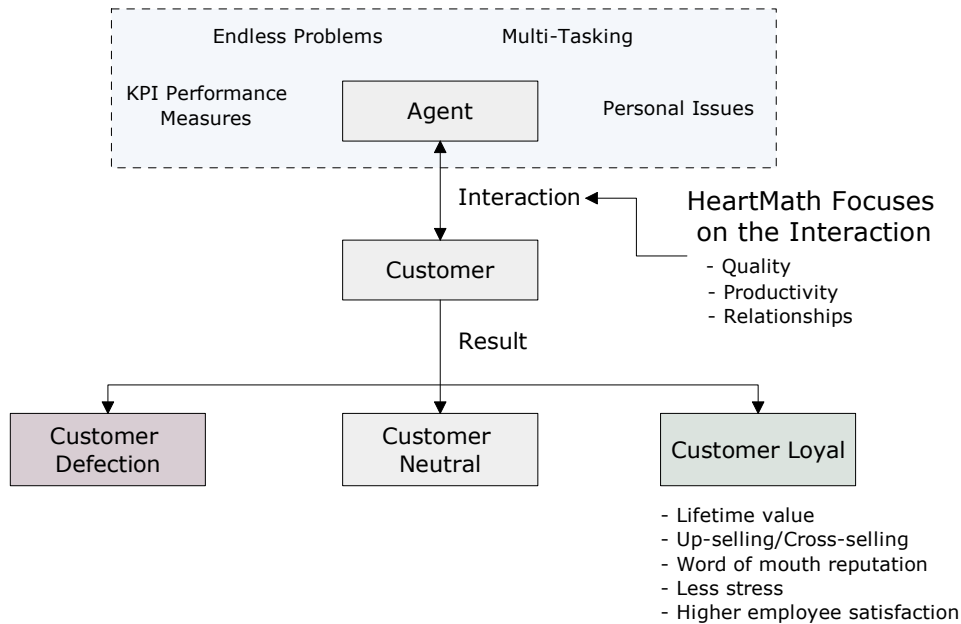 Endless Problems
Multi-Tasking
KPI Performance
Measures
Agent
Personal Issues
Interaction
HeartMath Focuses
on the Interaction
- Quality
- Productivity
- Relationships
Customer
Result
Customer
Defection
Customer
Neutral
Customer Loyal
- Lifetime value
- Up-selling/Cross-selling
- Word of mouth reputation
- Less stress
- Higher employee satisfaction